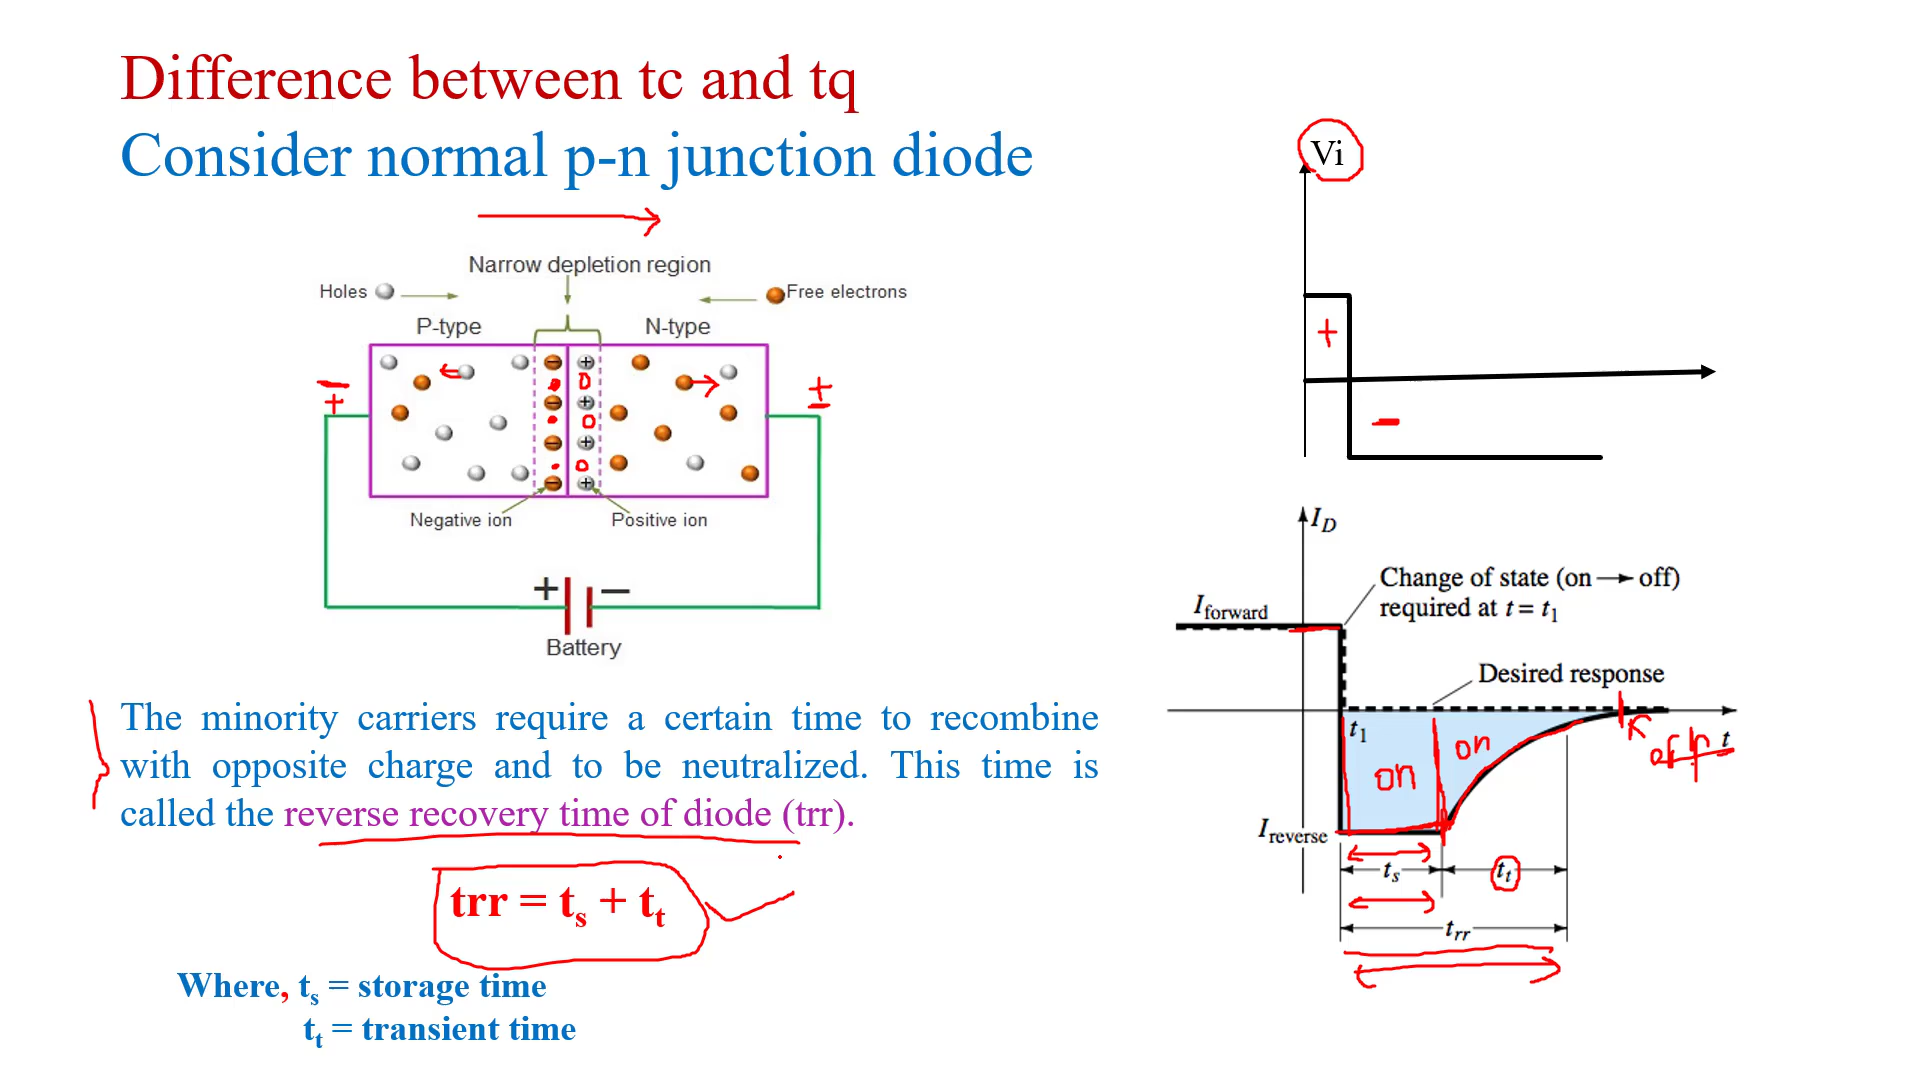 Difference between tc and tq
Consider normal p-n junction diode
Narrow depletion region
Holes
Free electrons
P-type
N-type
− +
+ −
Negative ion
Positive ion
+ −
Battery
The minority carriers require a certain time to recombine
with opposite charge and to be neutralized. This time is
called the reverse recovery time of diode (trr).
trr = ts + tt
Where, ts = storage time
tt = transient time
Vi
+
−
ID
Change of state (on → off)
required at t = t1
Iforward
Desired response
t1
on
on
t
off
Ireverse
ts
tt
trr